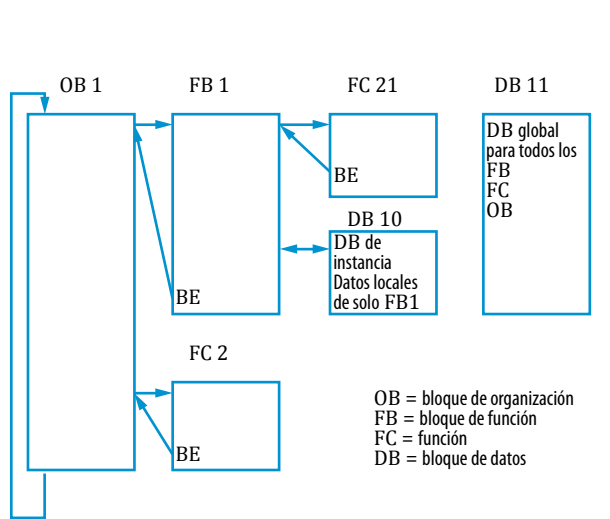 OB 1
FB 1
FC 21
DB 11
DB global
para todos los
FB
FC
OB
BE
DB 10
DB de
instancia
Datos locales
de solo FB1
BE
FC 2
BE
OB = bloque de organización
FB = bloque de función
FC = función
DB = bloque de datos